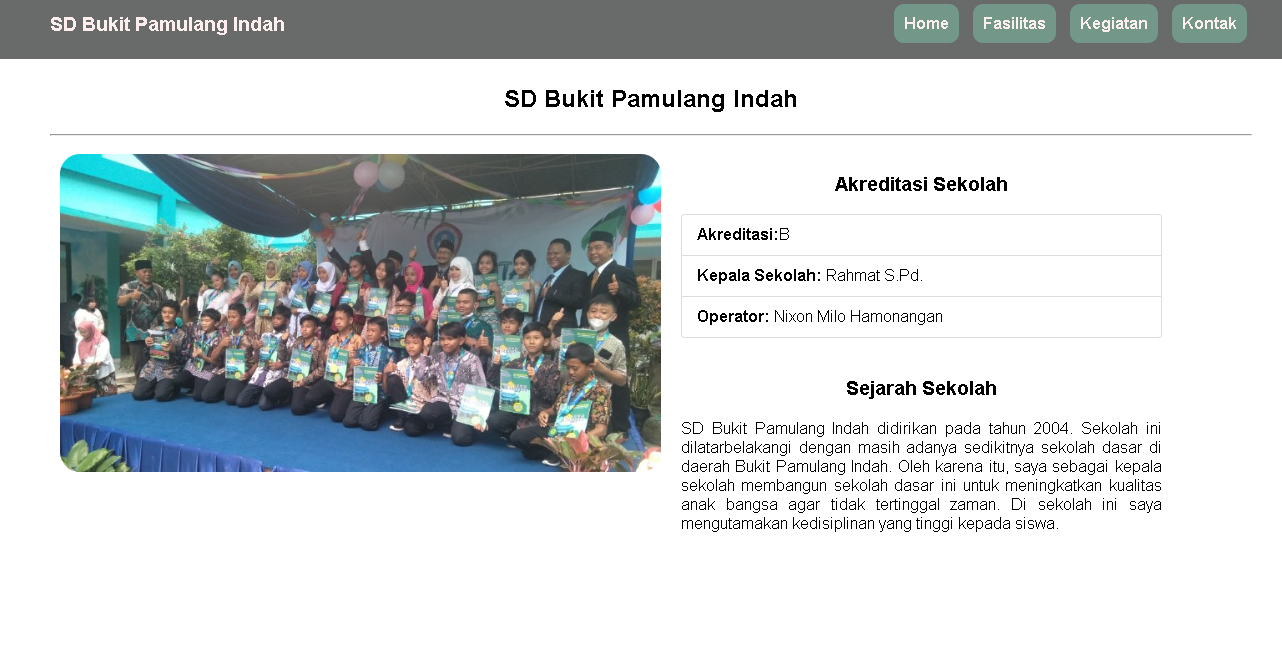 SD Bukit Pamulang Indah
Home
Fasilitas
Kegiatan
Kontak
SD Bukit Pamulang Indah
Akreditasi Sekolah
Akreditasi:B
Kepala Sekolah: Rahmat S.Pd.
Operator: Nixon Milo Hamonangan
Sejarah Sekolah
SD Bukit Pamulang Indah didirikan pada tahun 2004. Sekolah ini
dilatarbelakangi dengan masih adanya sedikitnya sekolah dasar di
daerah Bukit Pamulang Indah. Oleh karena itu, saya sebagai kepala
sekolah membangun sekolah dasar ini untuk meningkatkan kualitas
anak bangsa agar tidak tertinggal zaman. Di sekolah ini saya
mengutamakan kedisiplinan yang tinggi kepada siswa.